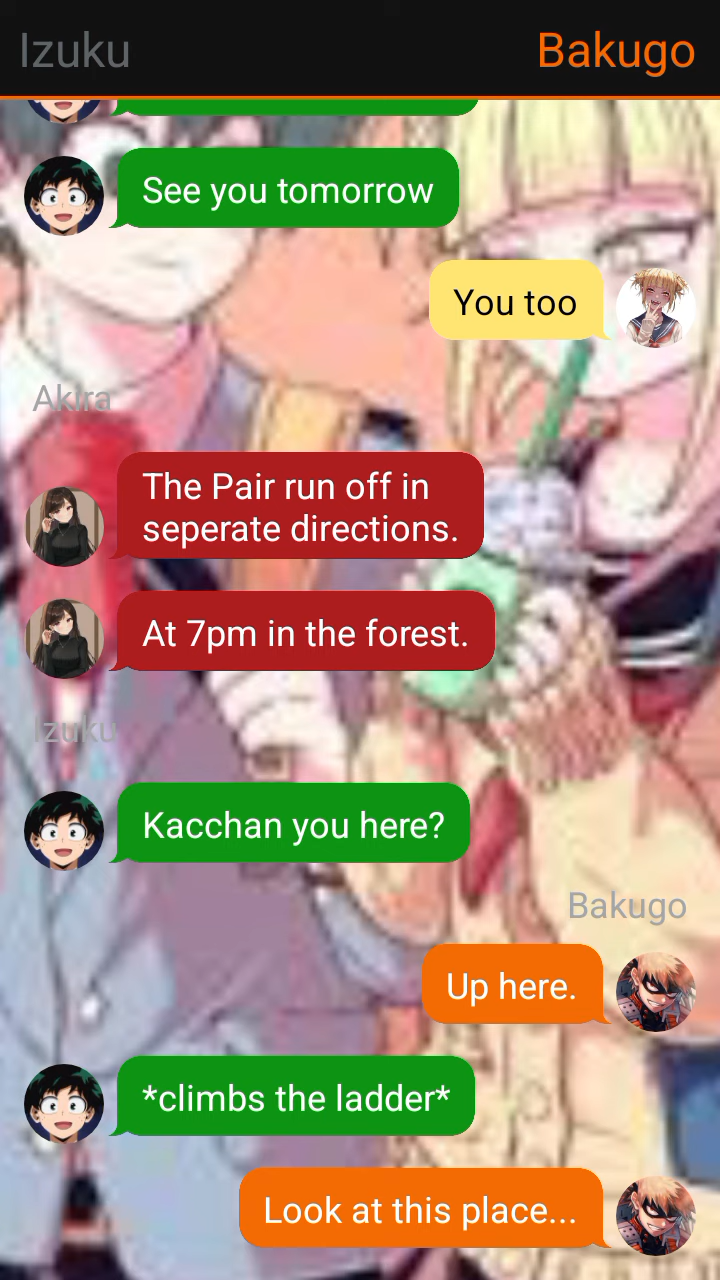 Izuku
Bakugo
See you tomorrow
You too
Akira
The Pair run off in
seperate directions.
At 7pm in the forest.
Izuku
Kacchan you here?
Bakugo
Up here.
*climbs the ladder*
Look at this place...